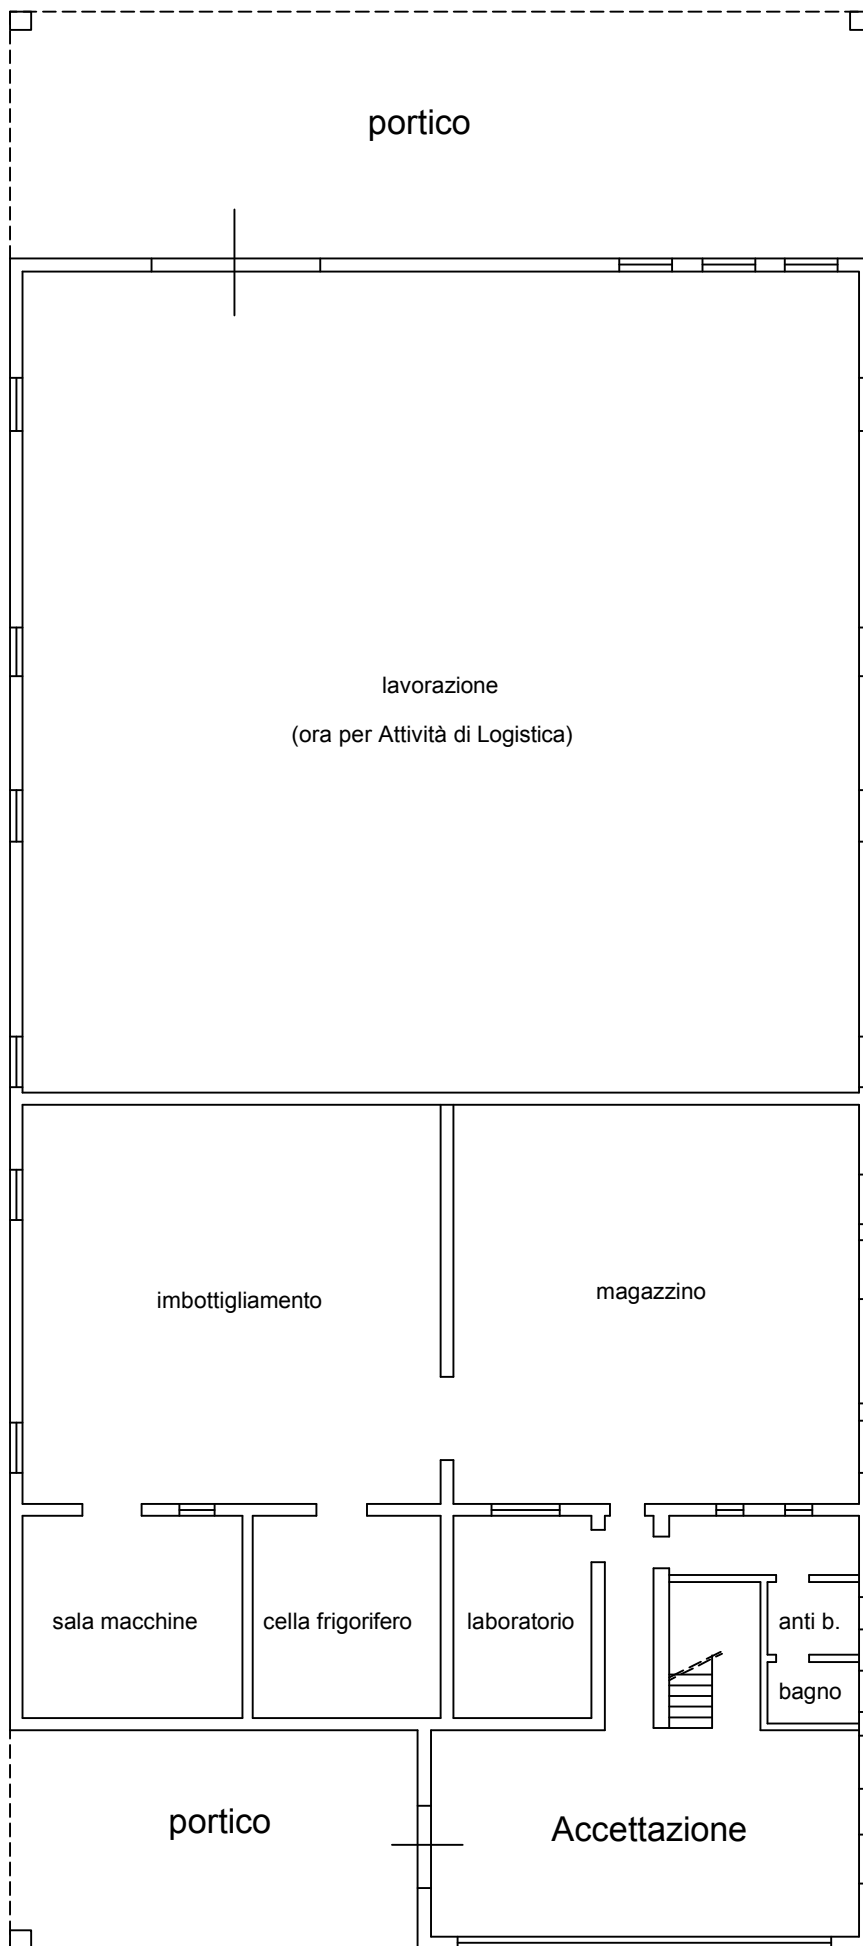 portico
lavorazione
(ora per Attività di Logistica)
imbottigliamento
magazzino
sala macchine
cella frigorifero
laboratorio
anti b.
bagno
portico
Accettazione